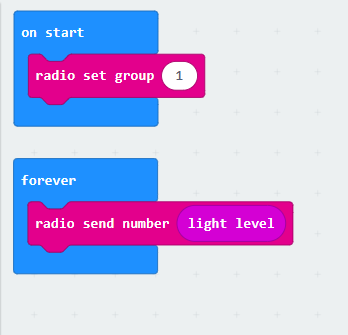 on start
radio set group 1
forever
radio send number light level